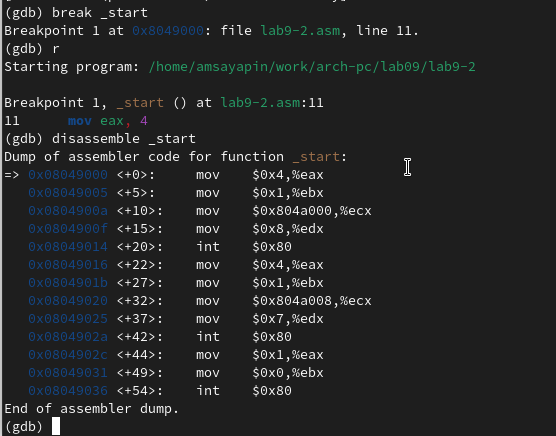 (gdb) break _start
Breakpoint 1 at 0x8049000: file lab9-2.asm, line 11.
(gdb) r
Starting program: /home/amsayapin/work/arch-pc/lab09/lab9-2
Breakpoint 1, _start () at lab9-2.asm:11
11 mov eax, 4
(gdb) disassemble _start
Dump of assembler code for function _start:
=> 0x08049000 <+0>: mov $0x4,%eax
0x08049005 <+5>: mov $0x1,%ebx
0x0804900a <+10>: mov $0x804a000,%ecx
0x0804900f <+15>: mov $0x8,%edx
0x08049014 <+20>: int $0x80
0x08049016 <+22>: mov $0x4,%eax
0x0804901b <+27>: mov $0x1,%ebx
0x08049020 <+32>: mov $0x804a008,%ecx
0x08049025 <+37>: mov $0x7,%edx
0x0804902a <+42>: int $0x80
0x0804902c <+44>: mov $0x1,%eax
0x08049031 <+49>: mov $0x0,%ebx
0x08049036 <+54>: int $0x80
End of assembler dump.
(gdb)